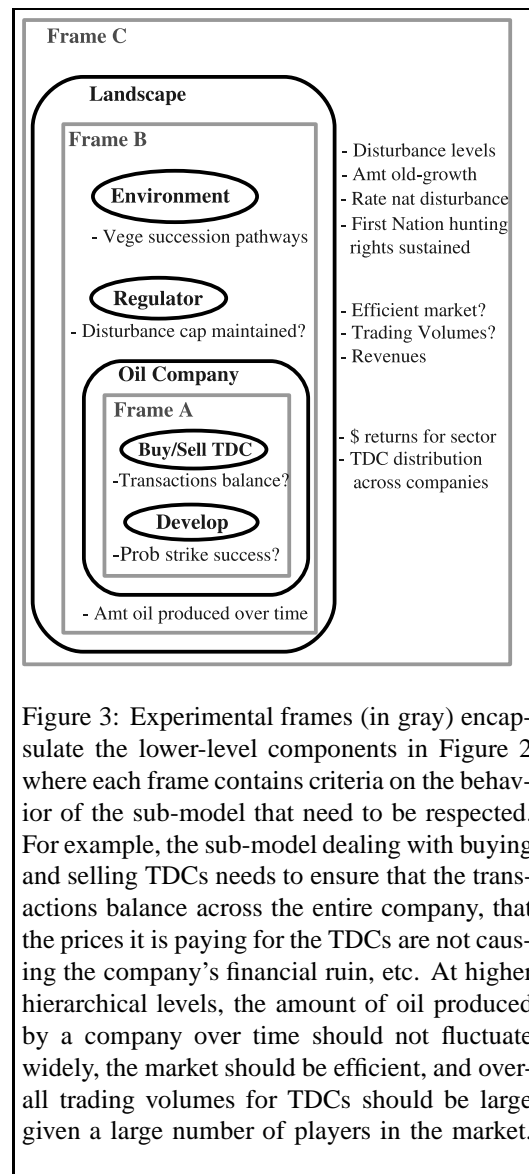 Frame C
Landscape
Frame B
- Disturbance levels
- Amt old-growth
Environment
- Rate nat disturbance
- First Nation hunting
rights sustained
- Vege succession pathways
Regulator
- Efficient market?
- Disturbance cap maintained?
- Trading Volumes?
- Revenues
Oil Company
Frame A
- $ returns for sector
Buy/Sell TDC
- TDC distribution
across companies
-Transactions balance?
Develop
-Prob strike success?
- Amt oil produced over time
Figure 3: Experimental frames (in gray) encap-
sulate the lower-level components in Figure 2
where each frame contains criteria on the behav-
ior of the sub-model that need to be respected.
For example, the sub-model dealing with buying
and selling TDCs needs to ensure that the trans-
actions balance across the entire company, that
the prices it is paying for the TDCs are not caus-
ing the company's financial ruin, etc. At higher
hierarchical levels, the amount of oil produced
by a company over time should not fluctuate
widely, the market should be efficient, and over-
all trading volumes for TDCs should be large
given a large number of players in the market.